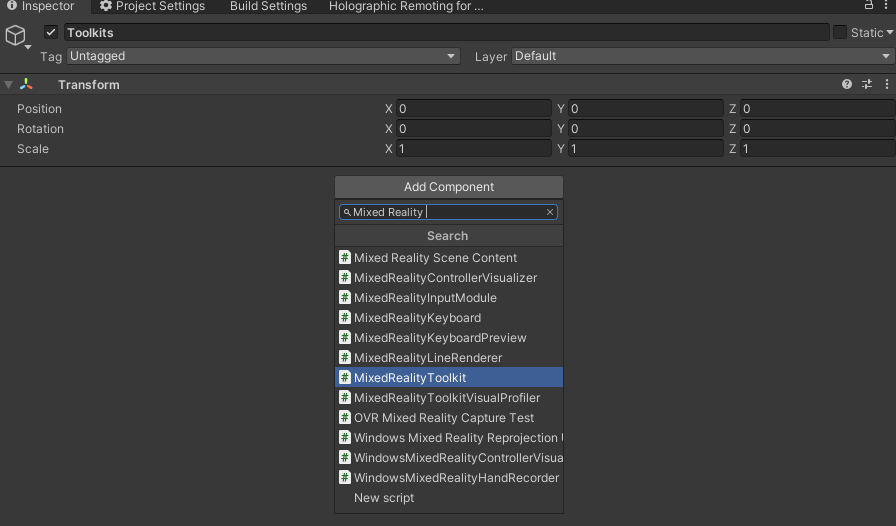 Inspector Project Settings Build Settings Holographic Remoting for ...
Toolkits Static
Tag Untagged Layer Default
Transform
Position X 0 Y 0 Z 0
Rotation X 0 Y 0 Z 0
Scale X 1 Y 1 Z 1
Add Component
Mixed Reality
Search
Mixed Reality Scene Content
MixedRealityControllerVisualizer
MixedRealityInputModule
MixedRealityKeyboard
MixedRealityKeyboardPreview
MixedRealityLineRenderer
MixedRealityToolkit
MixedRealityToolkitVisualProfiler
OVR Mixed Reality Capture Test
Windows Mixed Reality Reprojection
WindowsMixedRealityControllerVisua
WindowsMixedRealityHandRecorder
New script